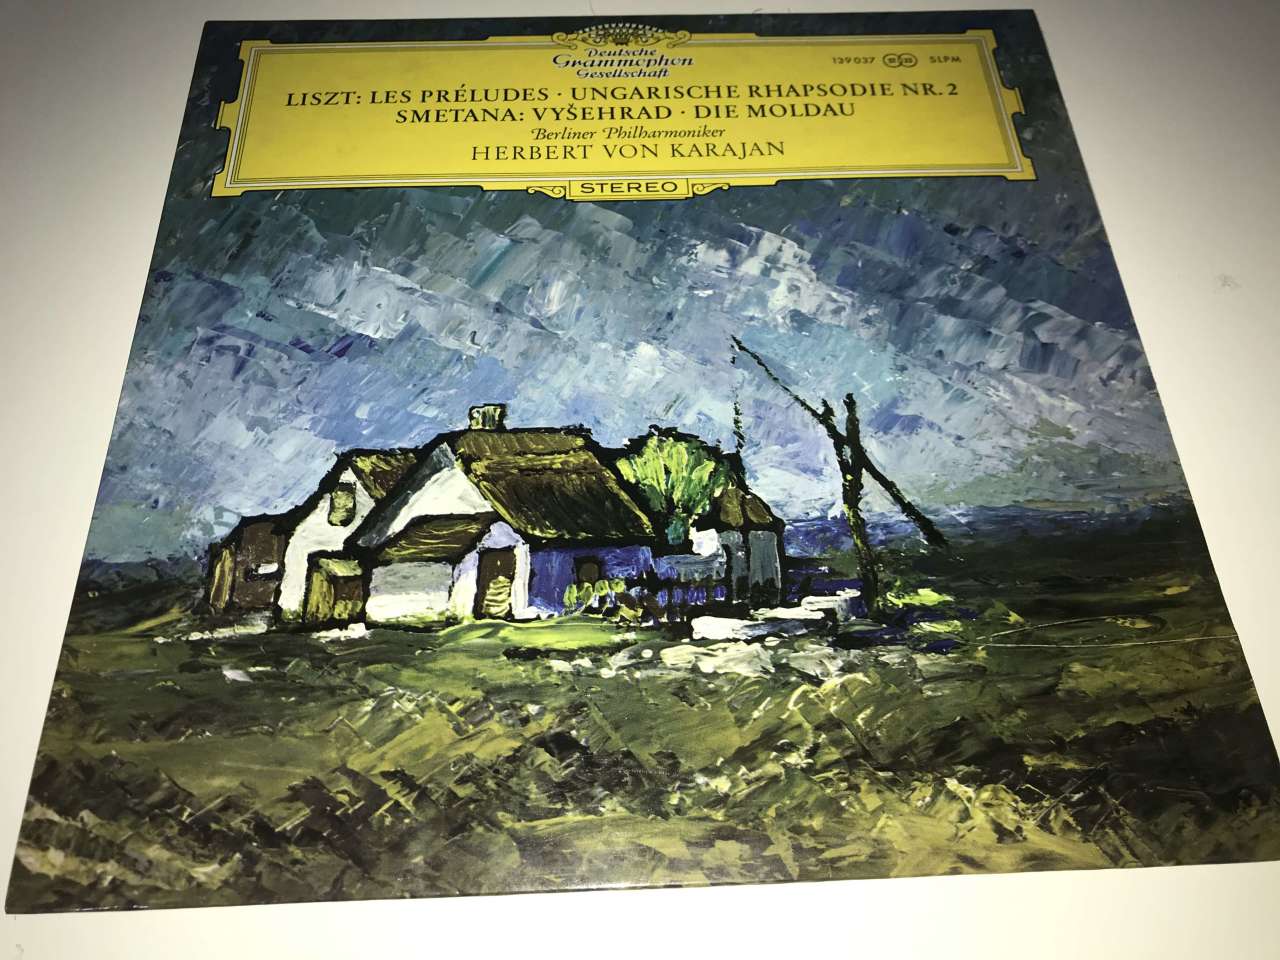 Deutsche
Grammophon
Gesellschaft
139 037 SLPM
LISZT: LES PRÉLUDES · UNGARISCHE RHAPSODIE NR. 2
SMETANA: VYŠEHRAD · DIE MOLDAU
Berliner Philharmoniker
HERBERT VON KARAJAN
STEREO